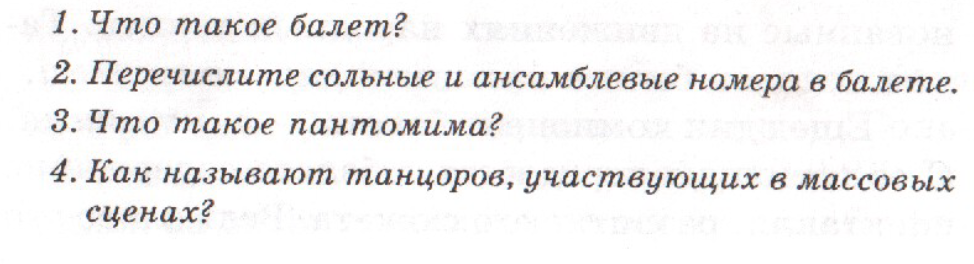 1. Что такое балет?
2. Перечислите сольные и ансамблевые номера в балете.
3. Что такое пантомима?
4. Как называют танцоров, участвующих в массовых
сценах?